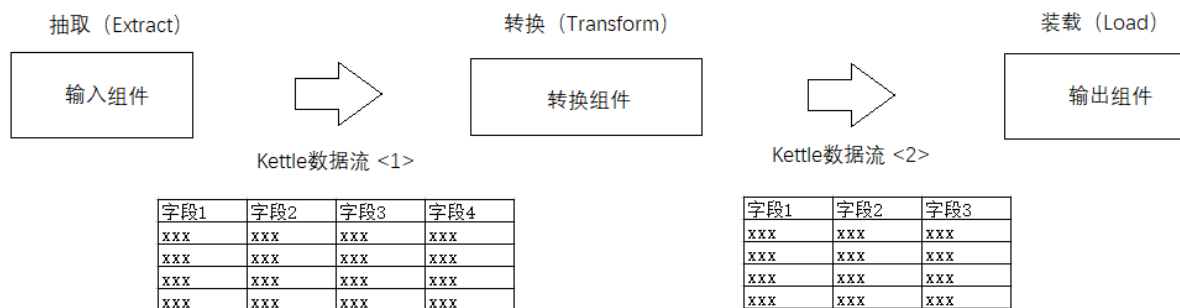 抽取（Extract）
转换（Transform）
装载（Load）
输入组件
转换组件
输出组件
Kettle数据流 <1>
Kettle数据流 <2>
字段1 字段2 字段3 字段4
xxx xxx xxx xxx
xxx xxx xxx xxx
xxx xxx xxx xxx
xxx xxx xxx xxx
字段1 字段2 字段3
xxx xxx xxx
xxx xxx xxx
xxx xxx xxx
xxx xxx xxx